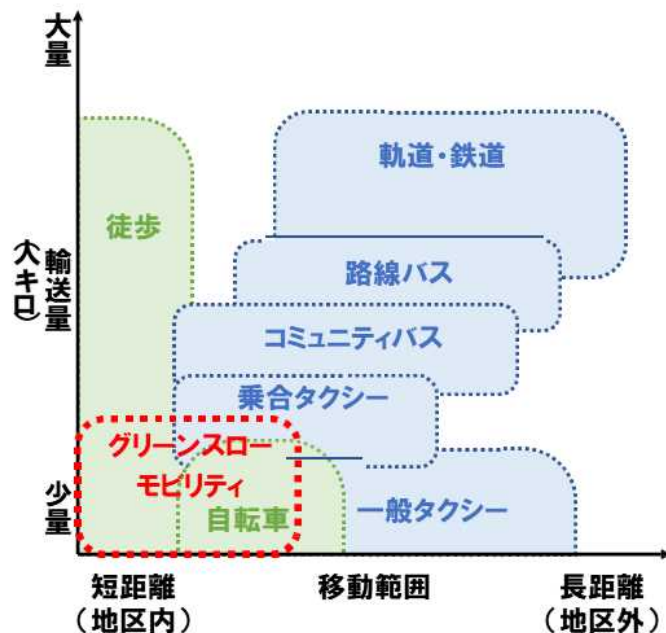 大量
軌道・鉄道
徒歩
輸送量
(人キロ)
路線バス
コミュニティバス
乗合タクシー
グリーンスロー
モビリティ
少量
自転車
一般タクシー
短距離
(地区内)
移動範囲
長距離
(地区外)